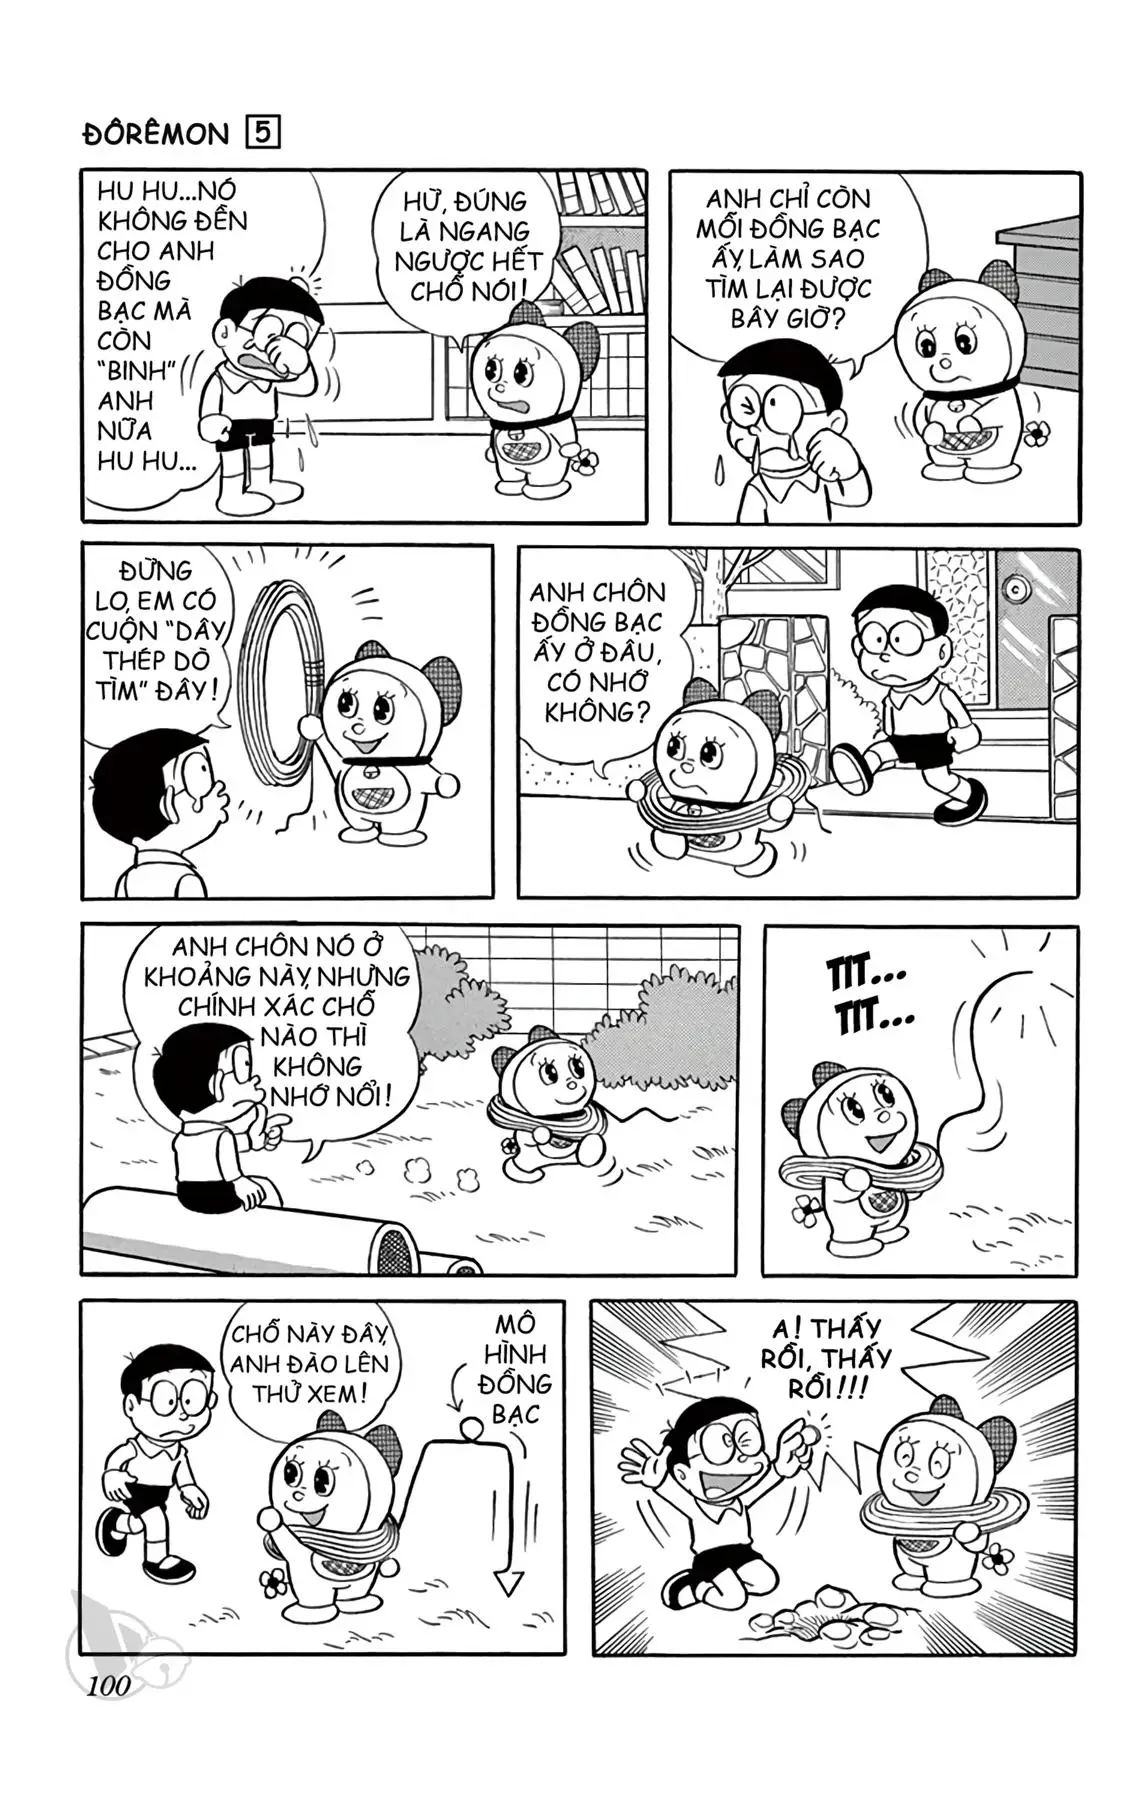 ĐÔRÊMON 5
HU HU...NÓ
KHÔNG ĐỀN
CHO ANH
ĐỒNG
BẠC MÀ
CÒN
“BINH”
ANH
NỮA
HU HU...
HỪ, ĐÚNG
LÀ NGANG
NGƯỢC HẾT
CHỖ NÓI!
ANH CHỈ CÒN
MỖI ĐỒNG BẠC
ẤY, LÀM SAO
TÌM LẠI ĐƯỢC
BÂY GIỜ?
ĐỪNG
LO, EM CÓ
CUỘN “DÂY
THÉP DÒ
TÌM” ĐÂY!
ANH CHÔN
ĐỒNG BẠC
ẤY Ở ĐÂU,
CÓ NHỚ
KHÔNG?
ANH CHÔN NÓ Ở
KHOẢNG NÀY, NHƯNG
CHÍNH XÁC CHỖ
NÀO THÌ
KHÔNG
NHỚ NỔI!
TIT...
TIT...
CHỖ NÀY ĐÂY,
ANH ĐÀO LÊN
THỬ XEM!
MÔ
HÌNH
ĐỒNG
BẠC
A! THẤY
RỒI, THẤY
RỒI!!!
100